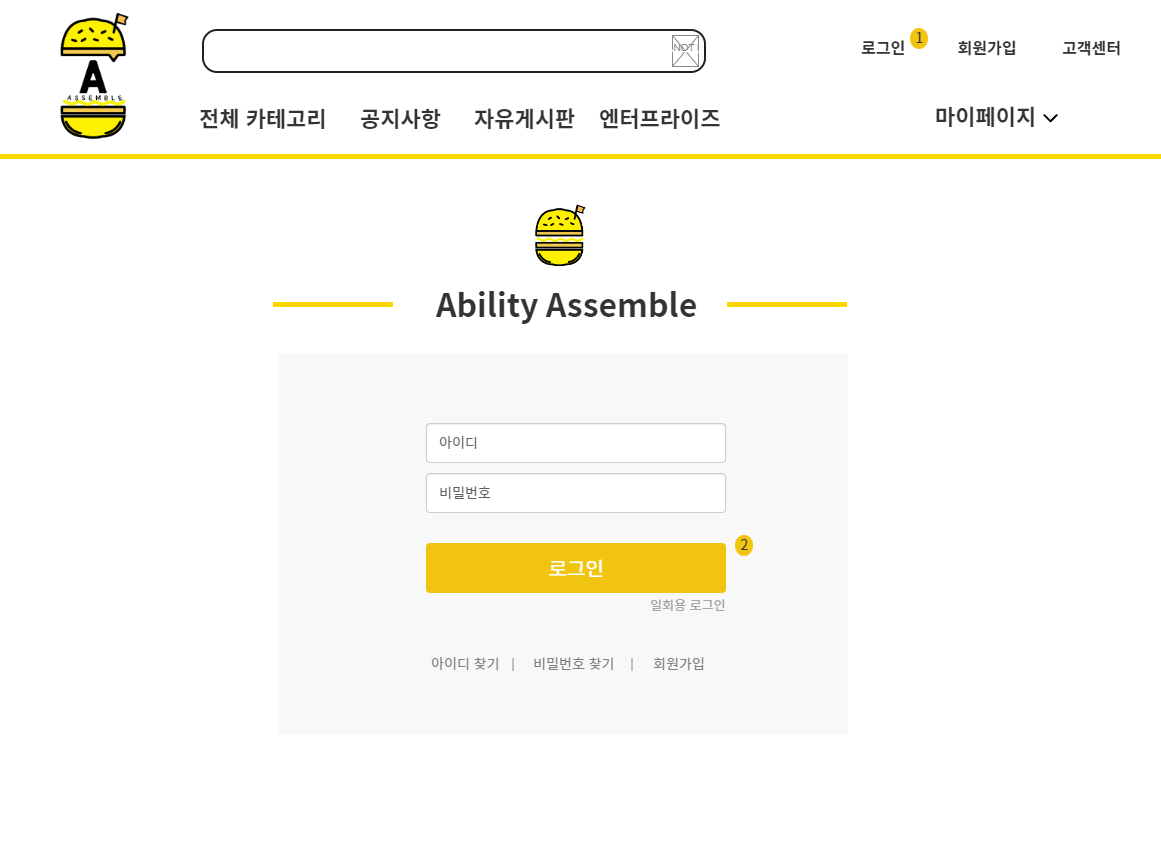 로그인 1 회원가입 고객센터
NOT
A
ASSEMBLE
전체 카테고리 공지사항 자유게시판 엔터프라이즈 마이페이지
Ability Assemble
아이디
비밀번호
로그인 2
일회용 로그인
아이디 찾기 | 비밀번호 찾기 | 회원가입